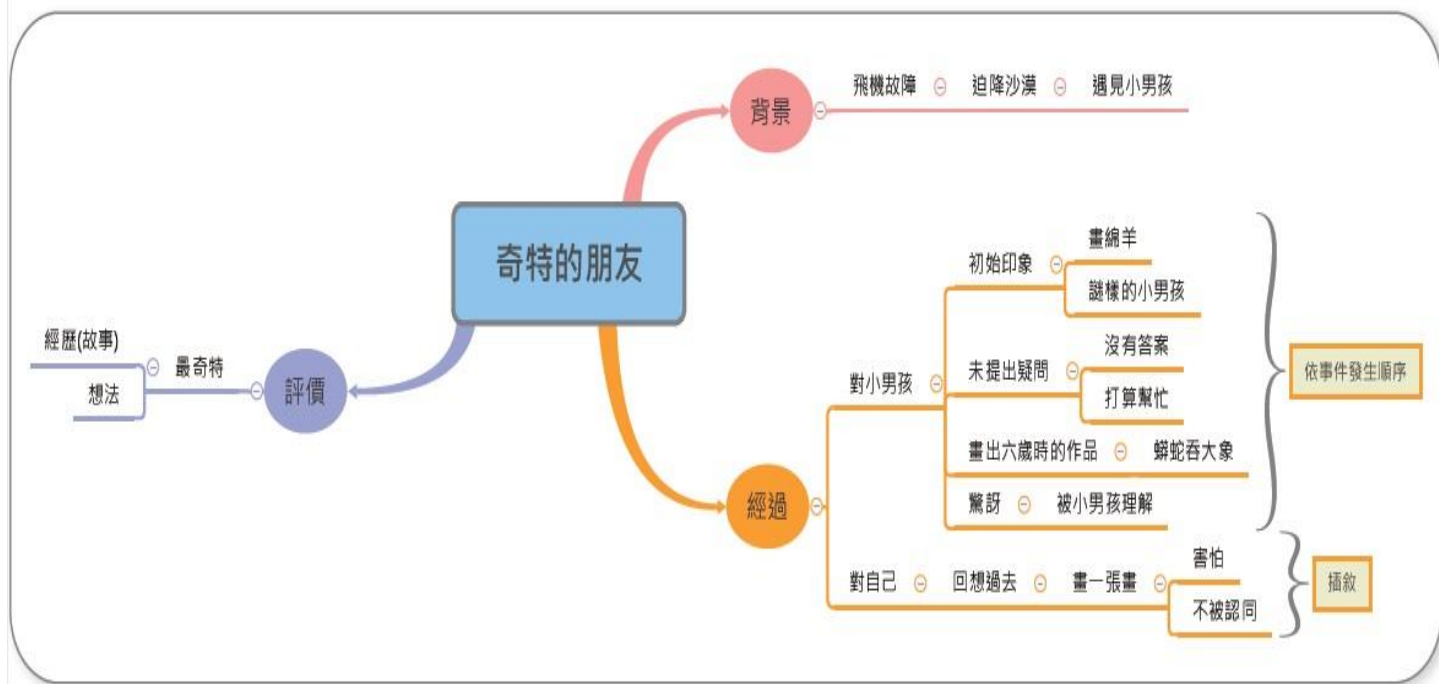 奇特的朋友
背景
飛機故障 迫降沙漠 遇見小男孩
經過
對小男孩
初始印象
畫綿羊
謎樣的小男孩
未提出疑問
沒有答案
打算幫忙
畫出六歲時的作品 蟒蛇吞大象
驚訝 被小男孩理解
依事件發生順序
對自己 回想過去 畫一張畫
害怕
不被認同
插敘
評價
最奇特
經歷(故事)
想法